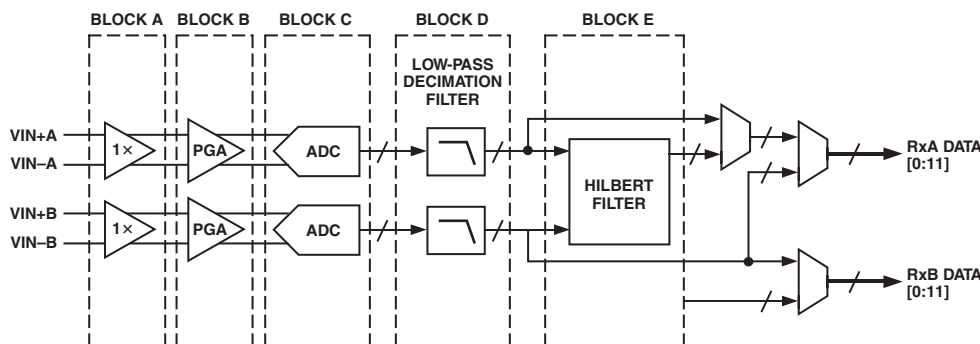 BLOCK A
BLOCK B
BLOCK C
BLOCK D
BLOCK E
LOW-PASS
DECIMATION
FILTER
VIN+A
VIN–A
1×
PGA
ADC
HILBERT
FILTER
RxA DATA
[0:11]
VIN+B
VIN–B
1×
PGA
ADC
RxB DATA
[0:11]